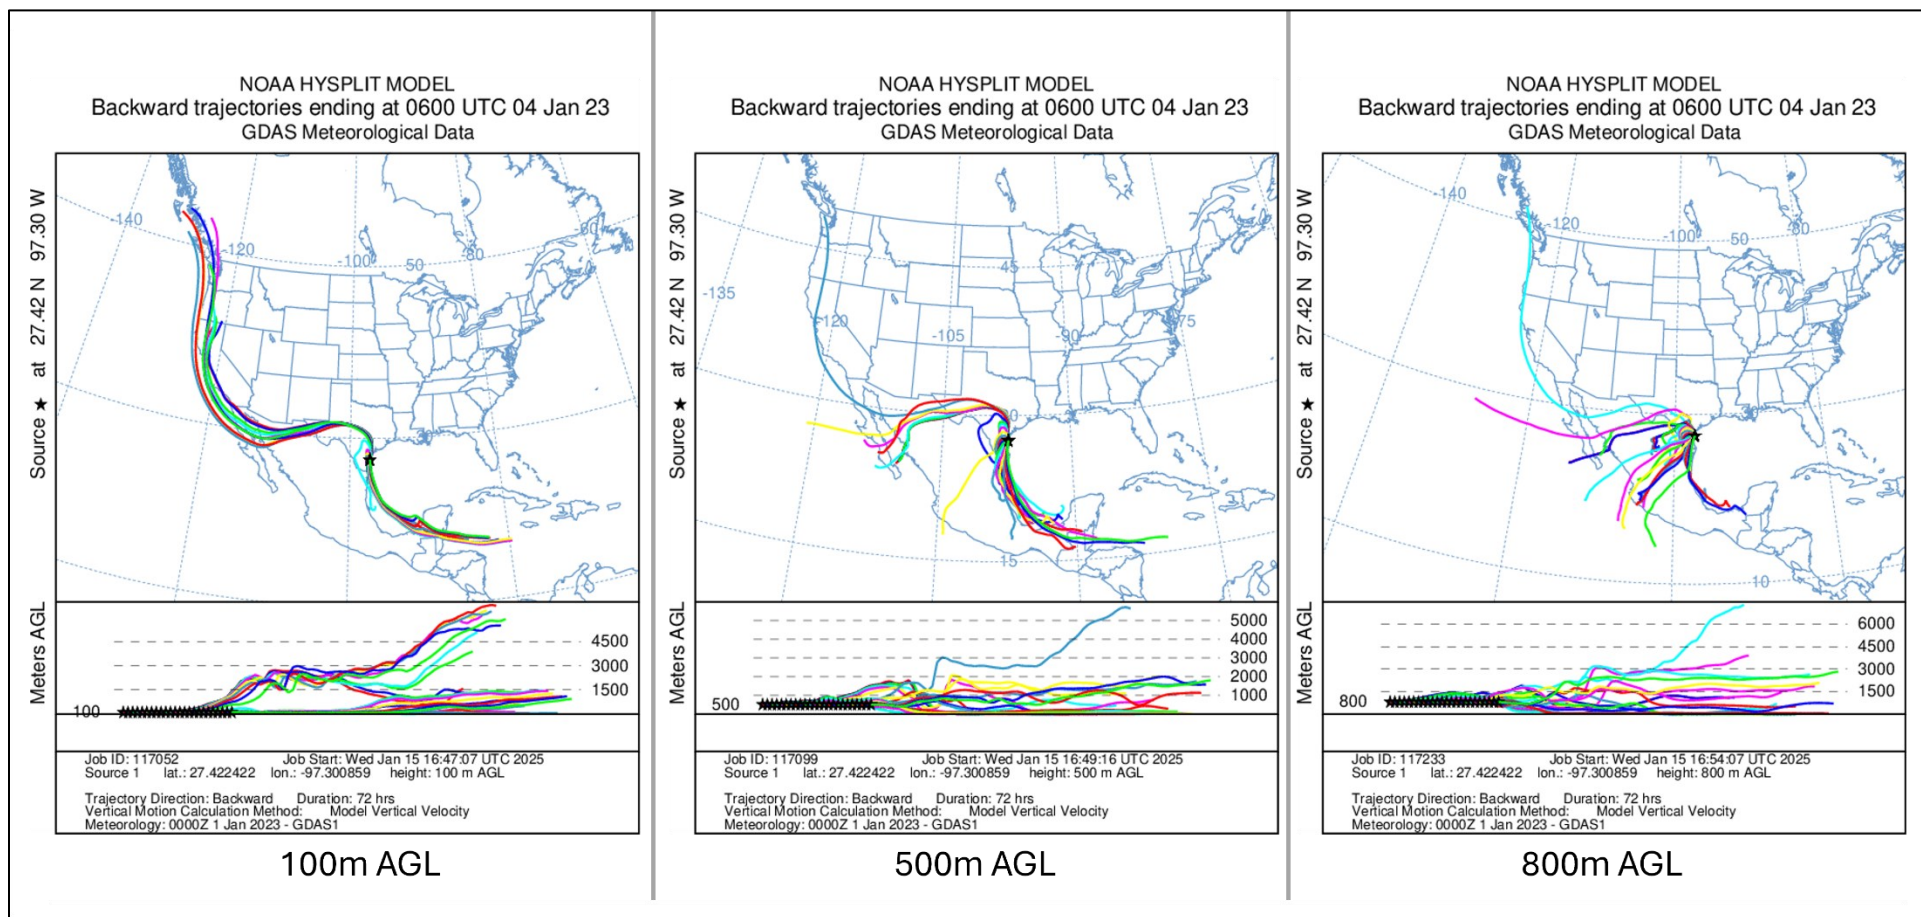 NOAA HYSPLIT MODEL
Backward trajectories ending at 0600 UTC 04 Jan 23
GDAS Meteorological Data
Source ★ at 27.42 N 97.30 W
-140
-120
-100
50
-80
60
Meters AGL
4500
3000
1500
100
Job ID: 117052 Job Start: Wed Jan 15 16:47:07 UTC 2025
Source 1 lat.: 27.422422 lon.: -97.300859 height: 100 m AGL
Trajectory Direction: Backward Duration: 72 hrs
Vertical Motion Calculation Method: Model Vertical Velocity
Meteorology: 0000Z 1 Jan 2023 - GDAS1
100m AGL
NOAA HYSPLIT MODEL
Backward trajectories ending at 0600 UTC 04 Jan 23
GDAS Meteorological Data
Source ★ at 27.42 N 97.30 W
-135
-120
-105
45
-90
-75
15
Meters AGL
5000
4000
3000
2000
1000
500
Job ID: 117099 Job Start: Wed Jan 15 16:49:16 UTC 2025
Source 1 lat.: 27.422422 lon.: -97.300859 height: 500 m AGL
Trajectory Direction: Backward Duration: 72 hrs
Vertical Motion Calculation Method: Model Vertical Velocity
Meteorology: 0000Z 1 Jan 2023 - GDAS1
500m AGL
NOAA HYSPLIT MODEL
Backward trajectories ending at 0600 UTC 04 Jan 23
GDAS Meteorological Data
Source ★ at 27.42 N 97.30 W
-140
-120
-100
50
-80
10
Meters AGL
6000
4500
3000
1500
800
Job ID: 117233 Job Start: Wed Jan 15 16:54:07 UTC 2025
Source 1 lat.: 27.422422 lon.: -97.300859 height: 800 m AGL
Trajectory Direction: Backward Duration: 72 hrs
Vertical Motion Calculation Method: Model Vertical Velocity
Meteorology: 0000Z 1 Jan 2023 - GDAS1
800m AGL